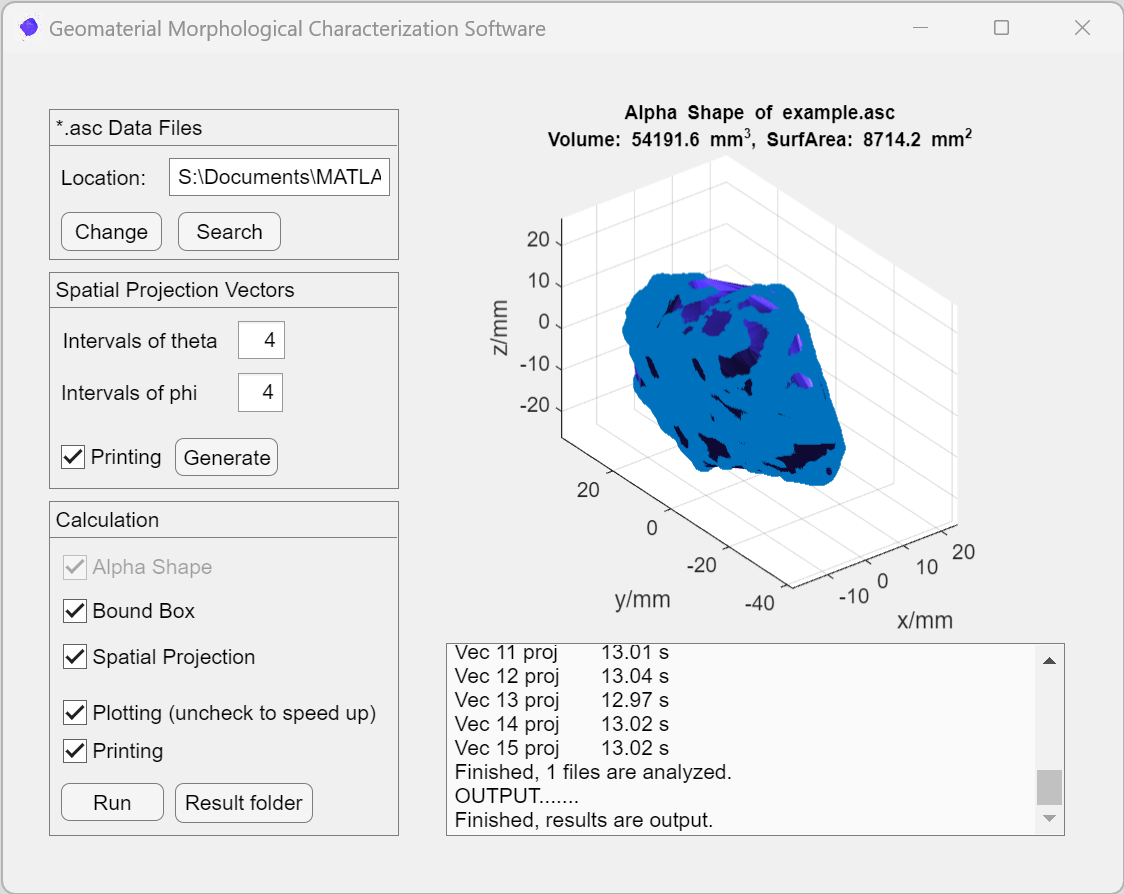 Geomaterial Morphological Characterization Software
*.asc Data Files
Location: S:\Documents\MATLA
Change Search
Spatial Projection Vectors
Intervals of theta 4
Intervals of phi 4
Printing Generate
Calculation
Alpha Shape
Bound Box
Spatial Projection
Plotting (uncheck to speed up)
Printing
Run Result folder
Alpha Shape of example.asc
Volume: 54191.6 mm³, SurfArea: 8714.2 mm²
20
10
0
-10
-20
z/mm
20
0
-20
-40
y/mm
-10
0
10
20
x/mm
Vec 11 proj 13.01 s
Vec 12 proj 13.04 s
Vec 13 proj 12.97 s
Vec 14 proj 13.02 s
Vec 15 proj 13.02 s
Finished, 1 files are analyzed.
OUTPUT.......
Finished, results are output.